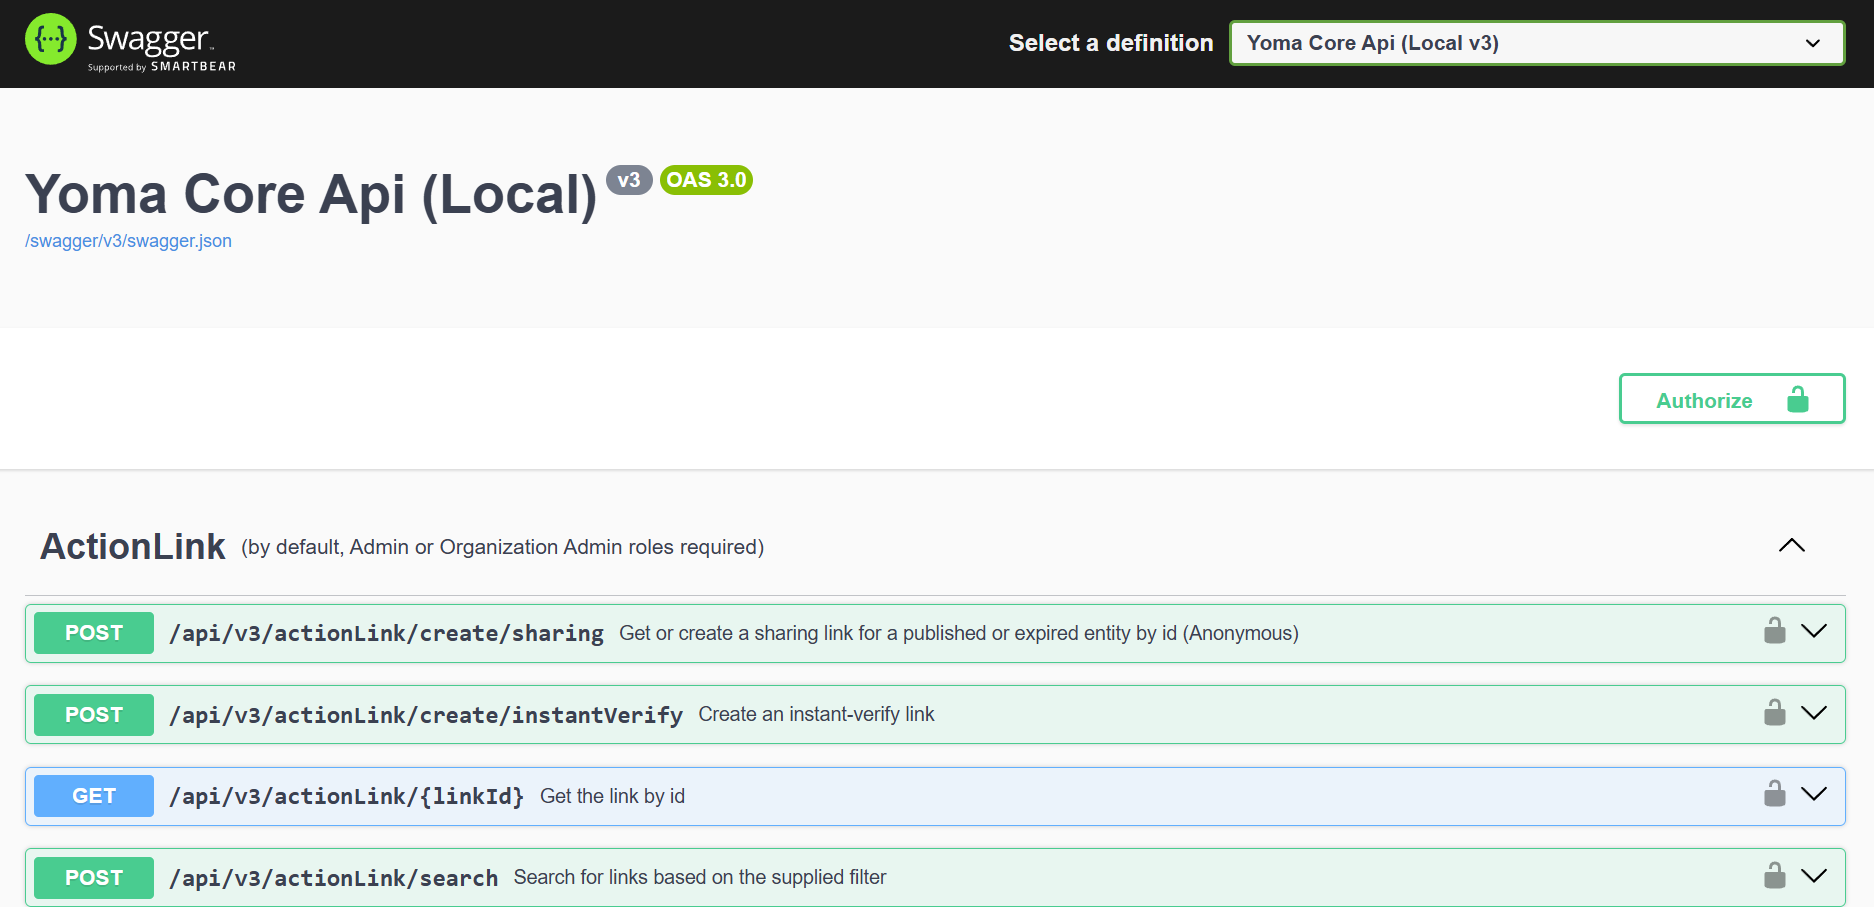 Swagger
Supported by SMARTBEAR
Select a definition
Yoma Core Api (Local v3)
Yoma Core Api (Local) v3 OAS 3.0
/swagger/v3/swagger.json
Authorize
ActionLink (by default, Admin or Organization Admin roles required)
POST /api/v3/actionLink/create/sharing Get or create a sharing link for a published or expired entity by id (Anonymous)
POST /api/v3/actionLink/create/instantVerify Create an instant-verify link
GET /api/v3/actionLink/{linkId} Get the link by id
POST /api/v3/actionLink/search Search for links based on the supplied filter